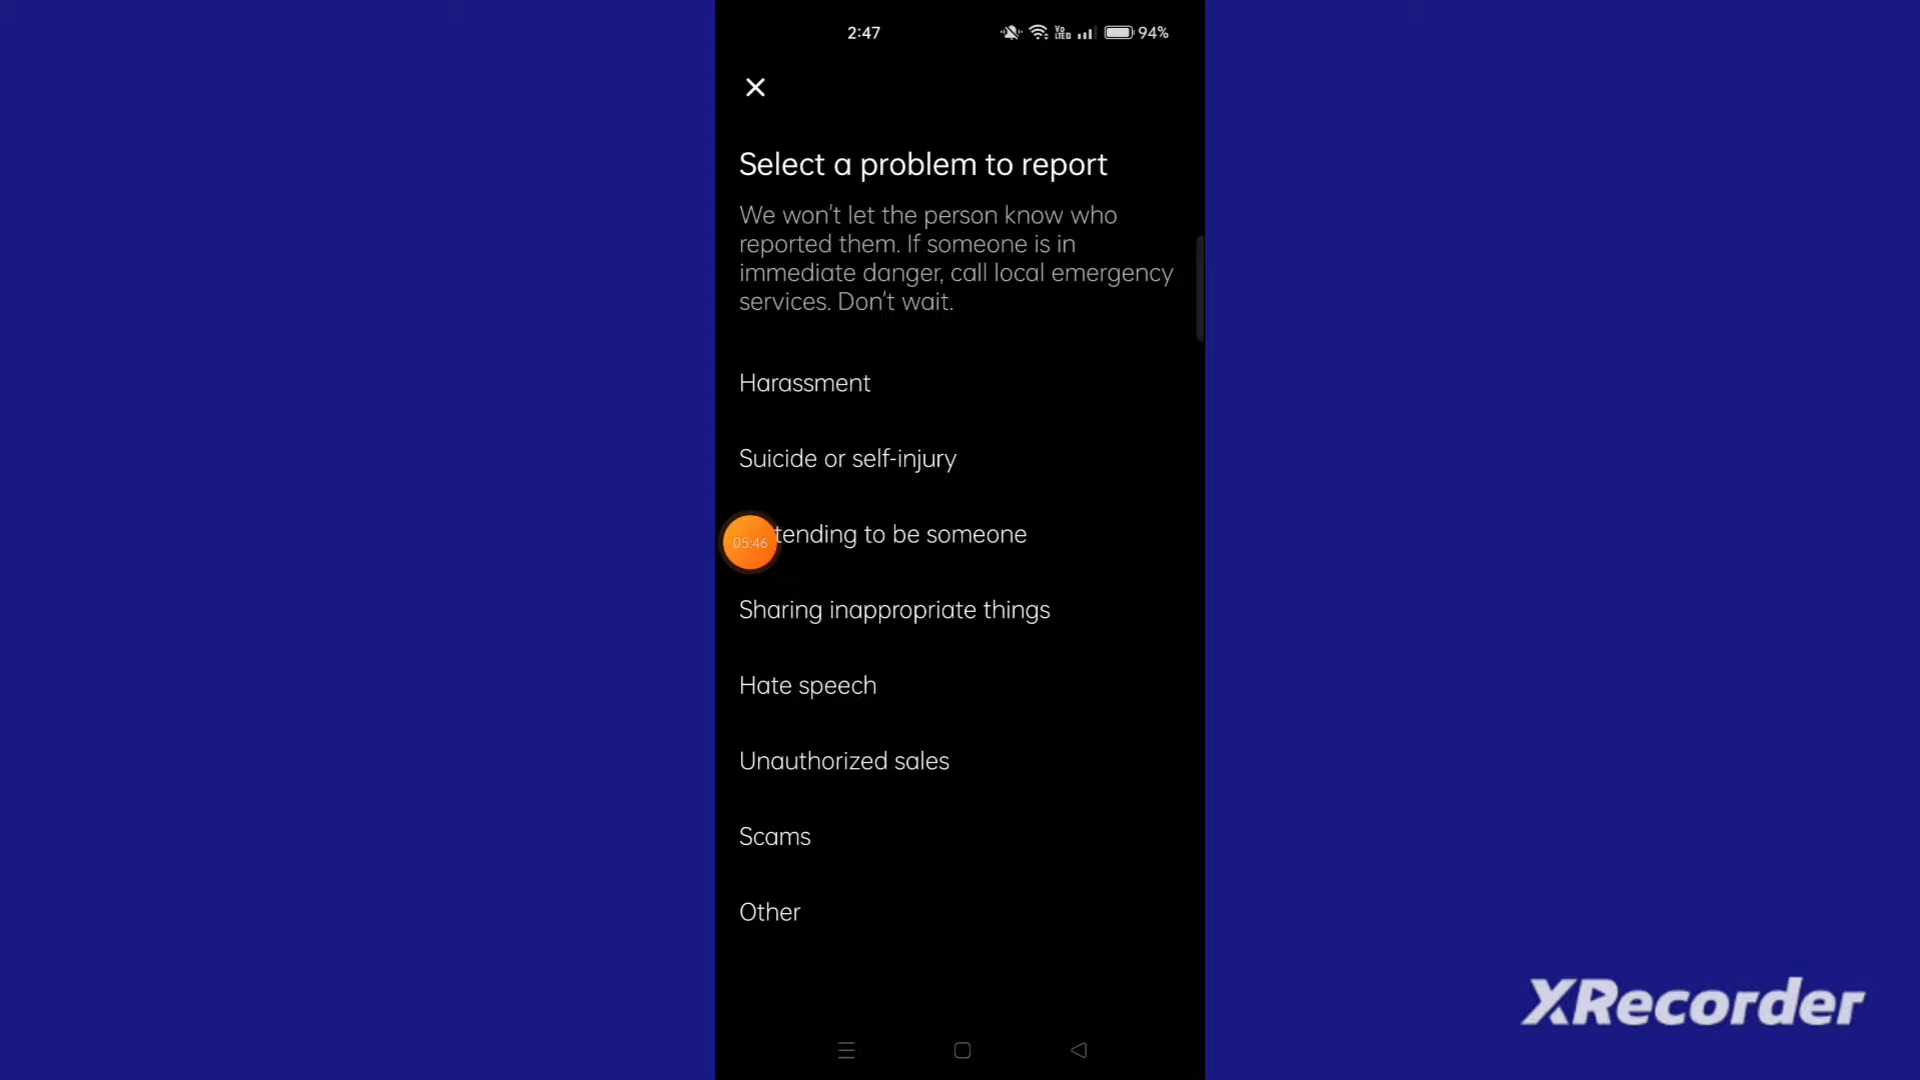 2:47
Vo
LTED
94%
Select a problem to report
We won't let the person know who
reported them. If someone is in
immediate danger, call local emergency
services. Don't wait.
Harassment
Suicide or self-injury
05:46
tending to be someone
Sharing inappropriate things
Hate speech
Unauthorized sales
Scams
Other
XRecorder